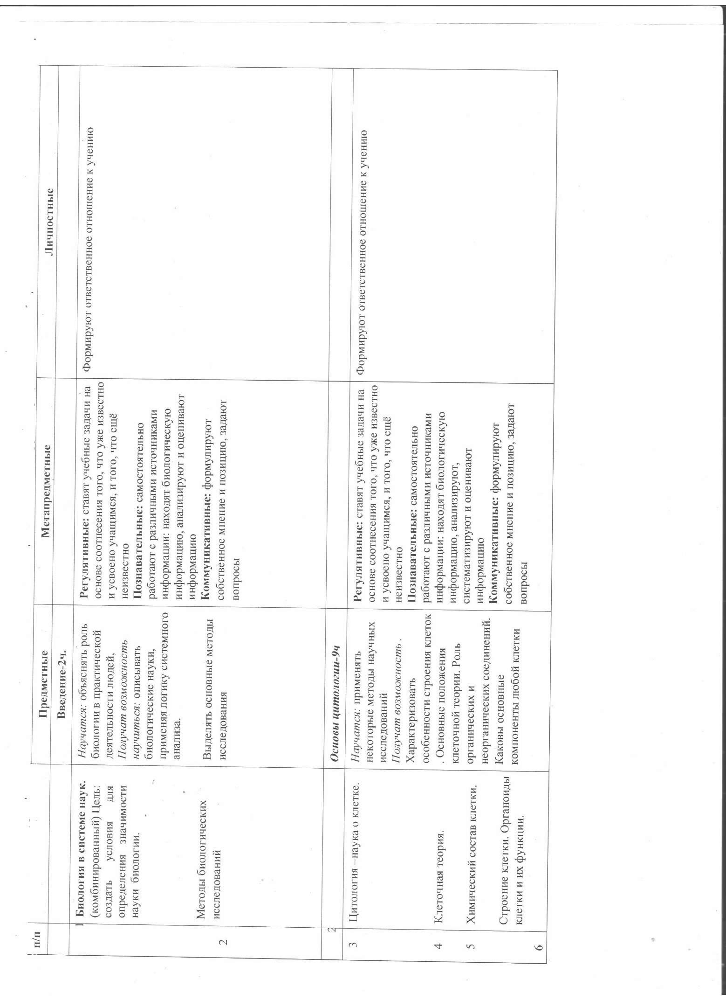 п/п
Предметные
Метапредметные
Личностные
Введение-2ч.
1
Биология в системе наук.
(комбинированный) Цель:
создать условия для
определения значимости
науки биологии.
2
Методы биологических
исследований
Научатся: объяснять роль
биологии в практической
деятельности людей,
Получат возможность
научиться: описывать
биологические науки,
применяя логику системного
анализа.
Выделять основные методы
исследования
Регулятивные: ставят учебные задачи на
основе соотнесения того, что уже известно
и усвоено учащимся, и того, что ещё
неизвестно
Познавательные: самостоятельно
работают с различными источниками
информации: находят биологическую
информацию, анализируют и оценивают
информацию
Коммуникативные: формулируют
собственное мнение и позицию, задают
вопросы
Формируют ответственное отношение к учению
2
Основы цитологии-9ч
3
Цитология –наука о клетке.
4
Клеточная теория.
5
Химический состав клетки.
6
Строение клетки. Органоиды
клетки и их функции.
Научатся: применять
некоторые методы научных
исследований
Получат возможность .
Характеризовать
особенности строения клеток
. Основные положения
клеточной теории. Роль
органических и
неорганических соединений.
Каковы основные
компоненты любой клетки
Регулятивные: ставят учебные задачи на
основе соотнесения того, что уже известно
и усвоено учащимся, и того, что ещё
неизвестно
Познавательные: самостоятельно
работают с различными источниками
информации: находят биологическую
информацию, анализируют,
систематизируют и оценивают
информацию
Коммуникативные: формулируют
собственное мнение и позицию, задают
вопросы
Формируют ответственное отношение к учению